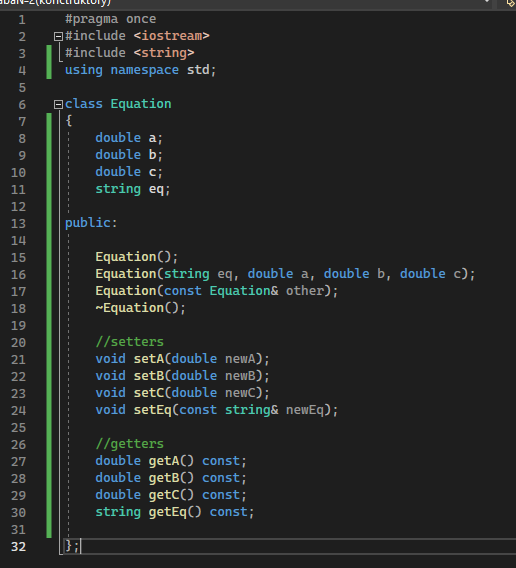 #pragma once
#include <iostream>
#include <string>
using namespace std;
class Equation
{
double a;
double b;
double c;
string eq;
public:
Equation();
Equation(string eq, double a, double b, double c);
Equation(const Equation& other);
~Equation();
//setters
void setA(double newA);
void setB(double newB);
void setC(double newC);
void setEq(const string& newEq);
//getters
double getA() const;
double getB() const;
double getC() const;
string getEq() const;
};
1
2
3
4
5
6
7
8
9
10
11
12
13
14
15
16
17
18
19
20
21
22
23
24
25
26
27
28
29
30
31
32